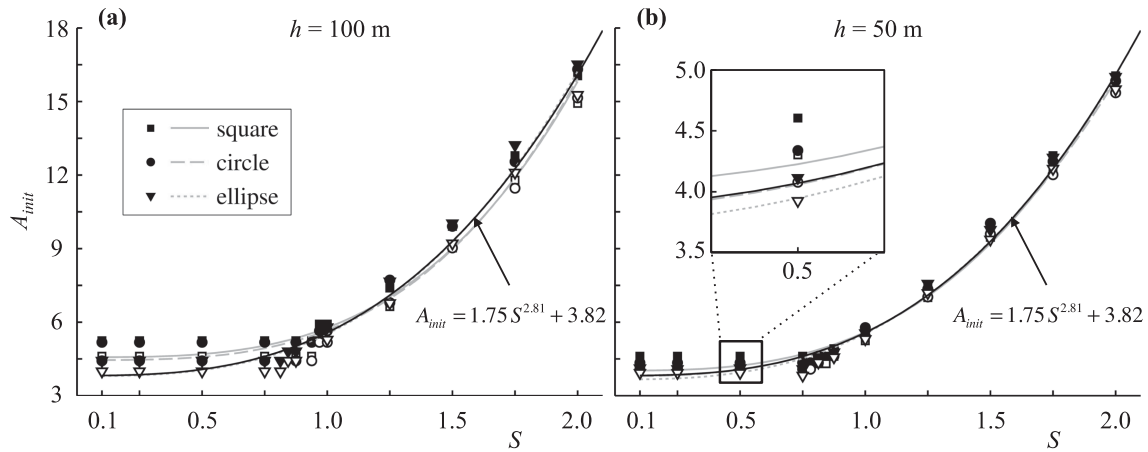 (a) h = 100 m
18
15
12
9
6
3
A_init
square
circle
ellipse
A_init = 1.75 S^2.81 + 3.82
0.1 0.5 1.0 1.5 2.0
S
(b) h = 50 m
5.0
4.5
4.0
3.5
0.5
A_init = 1.75 S^2.81 + 3.82
0.1 0.5 1.0 1.5 2.0
S